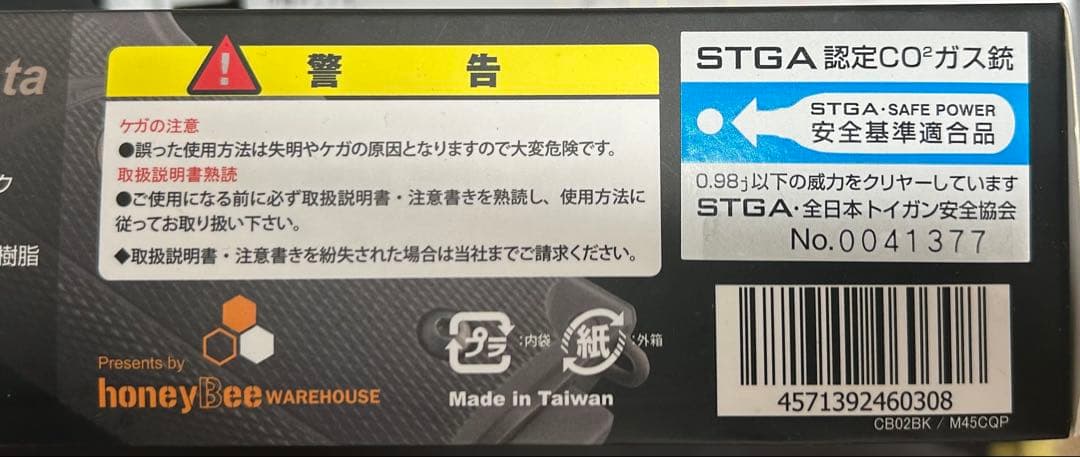 ta
ク
樹脂
警告
ケガの注意
●誤った使用方法は失明やケガの原因となりますので大変危険です。
取扱説明書熟読
●ご使用になる前に必ず取扱説明書・注意書きを熟読し、使用方法に
従ってお取り扱い下さい。
◆取扱説明書・注意書きを紛失された場合は当社までご請求ください。
Presents by
honeyBee WAREHOUSE
プラ :内袋 紙 :外箱
Made in Taiwan
STGA 認定CO²ガス銃
STGA・SAFE POWER
安全基準適合品
0.98j以下の威力をクリヤーしています
STGA・全日本トイガン安全協会
No.0041377
4571392460308
CB02BK / M45CQP